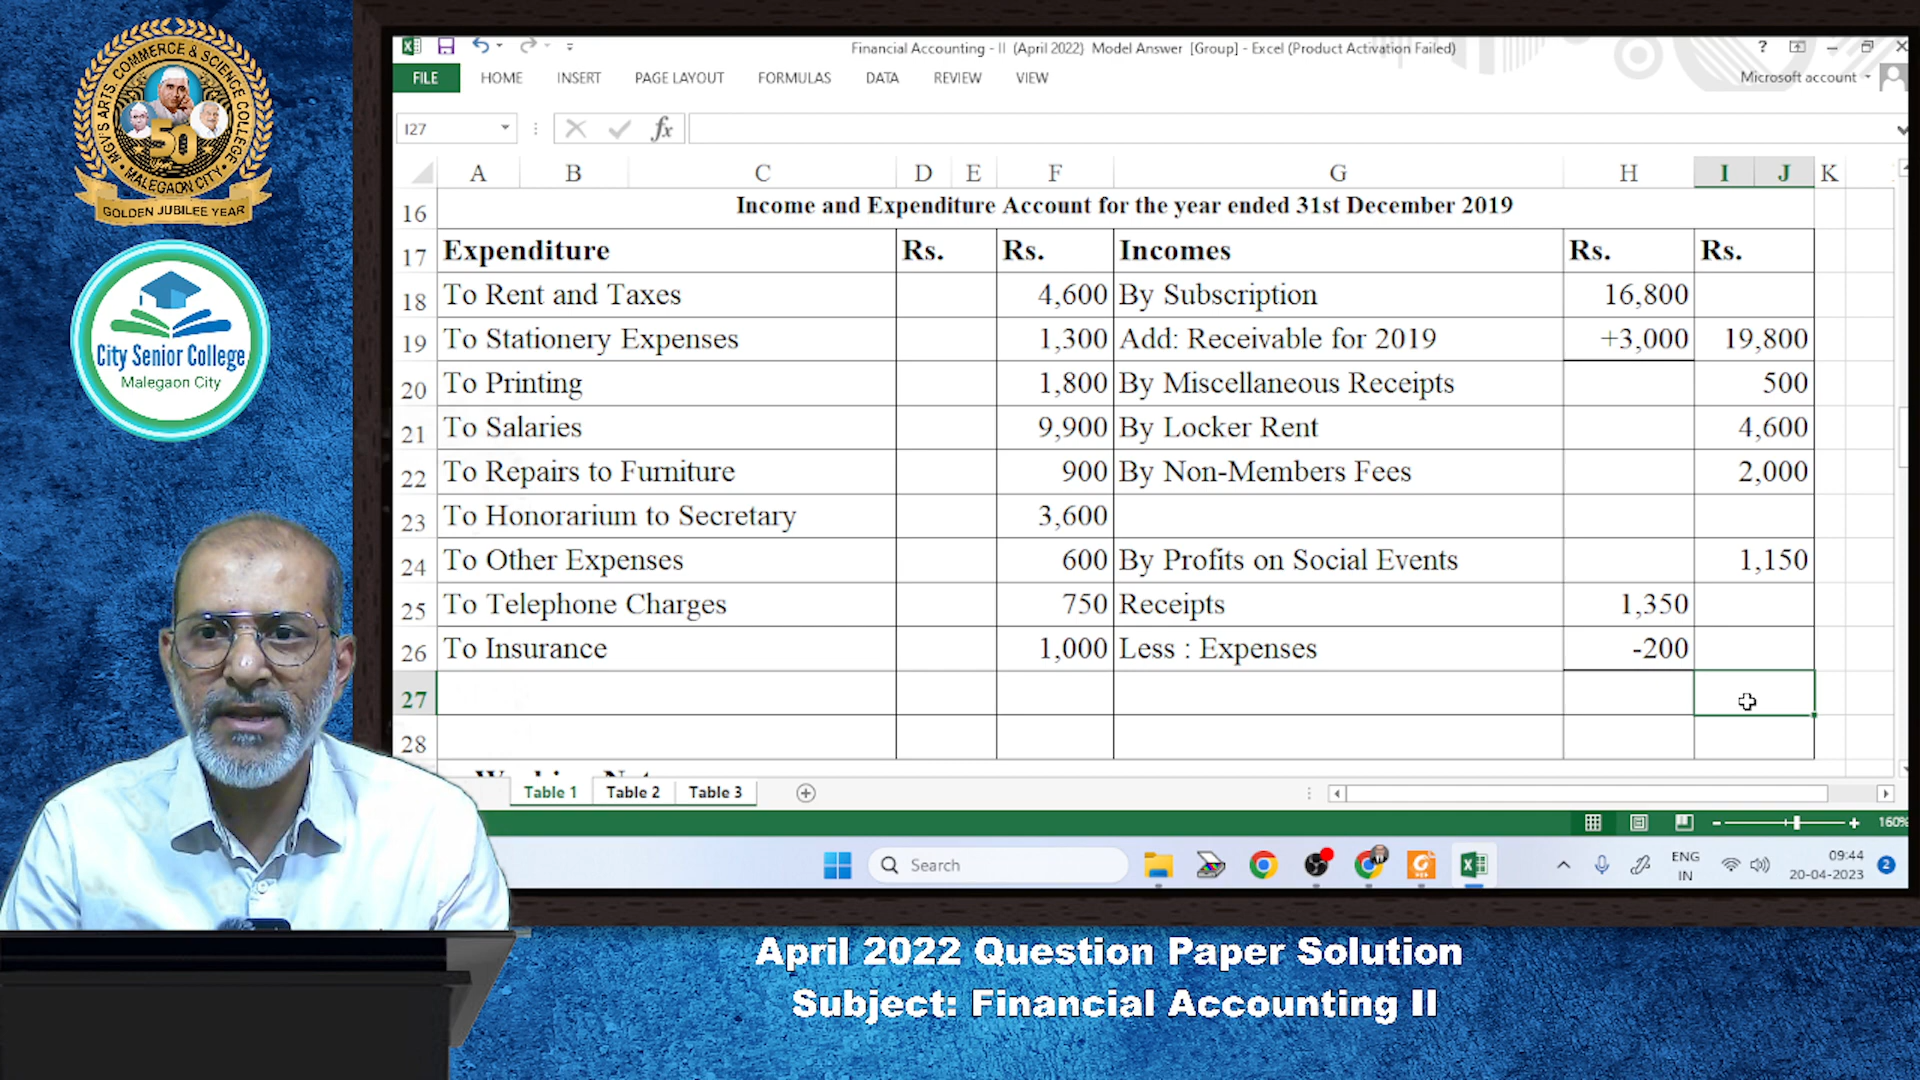 MGV'S ARTS COMMERCE & SCIENCE COLLEGE
50
Years
MALEGAON CITY
GOLDEN JUBILEE YEAR
City Senior College
Malegaon City
Financial Accounting - II (April 2022) Model Answer [Group] - Excel (Product Activation Failed)
FILE HOME INSERT PAGE LAYOUT FORMULAS DATA REVIEW VIEW Microsoft account
I27 fx
A B C D E F G H I J K
16 Income and Expenditure Account for the year ended 31st December 2019
17 Expenditure Rs. Rs. Incomes Rs. Rs.
18 To Rent and Taxes 4,600 By Subscription 16,800
19 To Stationery Expenses 1,300 Add: Receivable for 2019 +3,000 19,800
20 To Printing 1,800 By Miscellaneous Receipts 500
21 To Salaries 9,900 By Locker Rent 4,600
22 To Repairs to Furniture 900 By Non-Members Fees 2,000
23 To Honorarium to Secretary 3,600
24 To Other Expenses 600 By Profits on Social Events 1,150
25 To Telephone Charges 750 Receipts 1,350
26 To Insurance 1,000 Less : Expenses -200
27
28
Table 1 Table 2 Table 3
160%
Search
ENG
IN
09:44
20-04-2023
2
April 2022 Question Paper Solution
Subject: Financial Accounting II